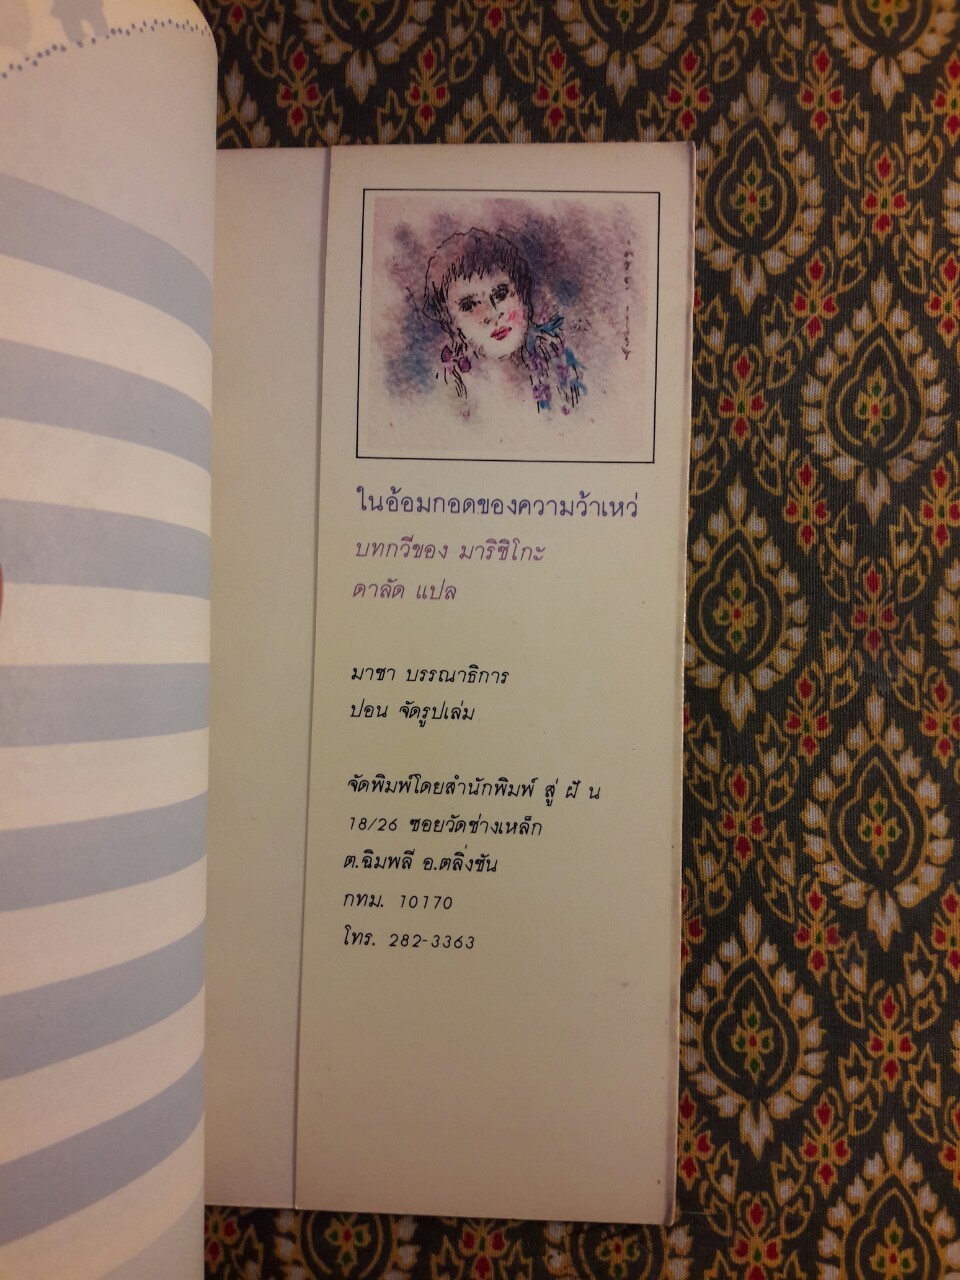 ในอ้อมกอดของความว้าเหว่
บทกวีของ มาริชิโกะ
ดาลัด แปล
มาชา บรรณาธิการ
ปอน จัดรูปเล่ม
จัดพิมพ์โดยสำนักพิมพ์ สู่ ฝั น
18/26 ซอยวัดช่างเหล็ก
ต.ฉิมพลี อ.ตลิ่งชัน
กทม. 10170
โทร. 282-3363